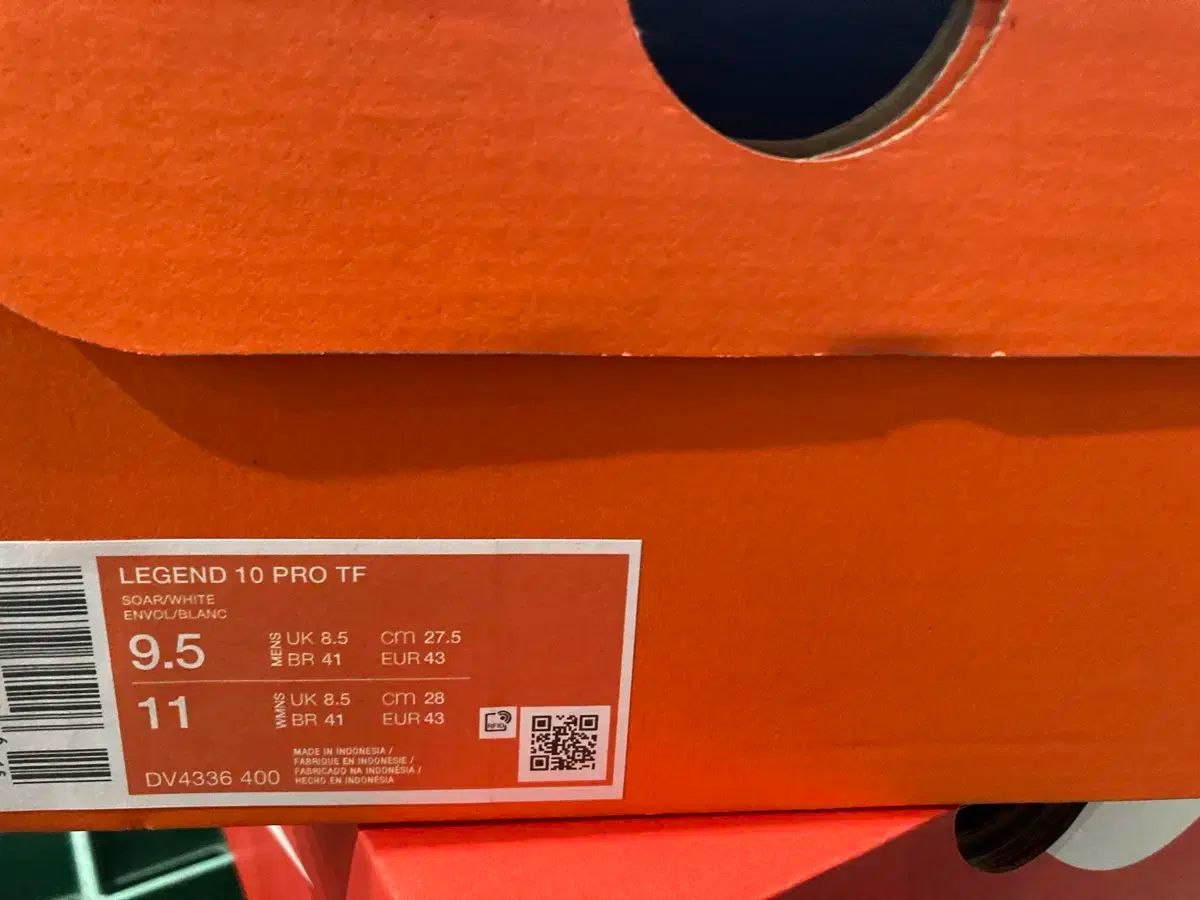 LEGEND 10 PRO TF
SOAR/WHITE
ENVOL/BLANC
9.5 MENS UK 8.5 cm 27.5
BR 41 EUR 43
11 WMNS UK 8.5 cm 28
BR 41 EUR 43
RFID
MADE IN INDONESIA /
FABRIQUE EN INDONESIE /
FABRICADO NA INDONÉSIA /
HECHO EN INDONESIA
DV4336 400